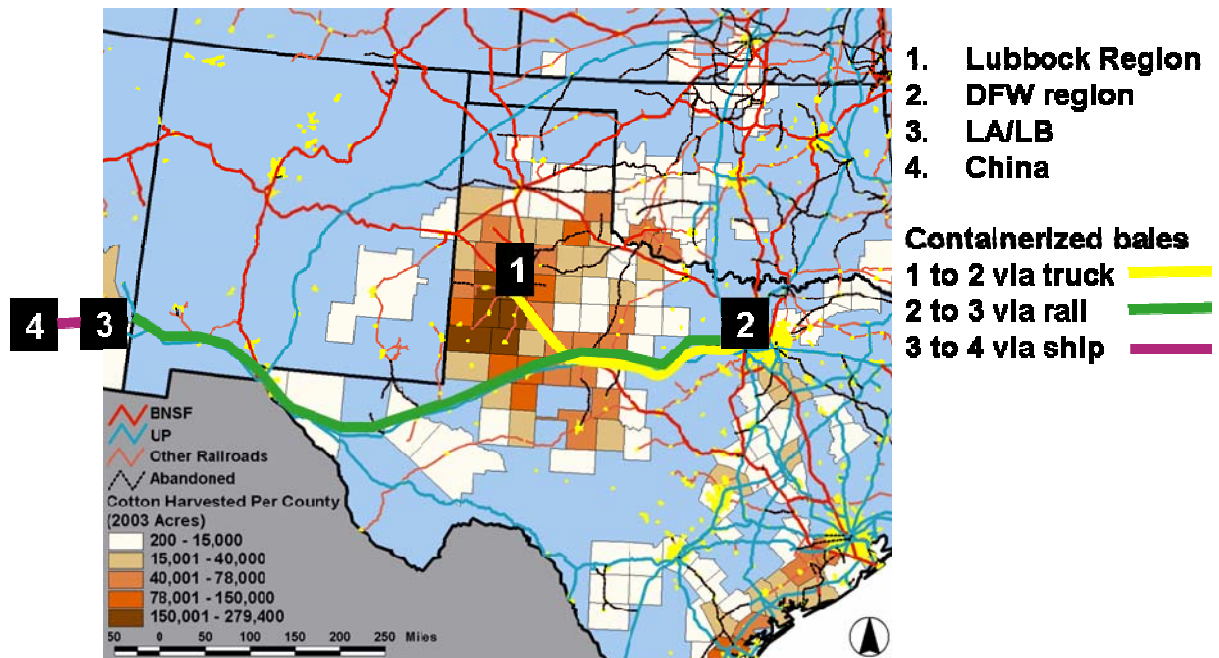 1. Lubbock Region
2. DFW region
3. LA/LB
4. China
Containerized bales
1 to 2 via truck
2 to 3 via rail
3 to 4 via ship
1
2
4 3
BNSF
UP
Other Railroads
Abandoned
Cotton Harvested Per County
(2003 Acres)
200 - 15,000
15,001 - 40,000
40,001 - 78,000
78,001 - 150,000
150,001 - 279,400
50 0 50 100 150 200 250 Miles